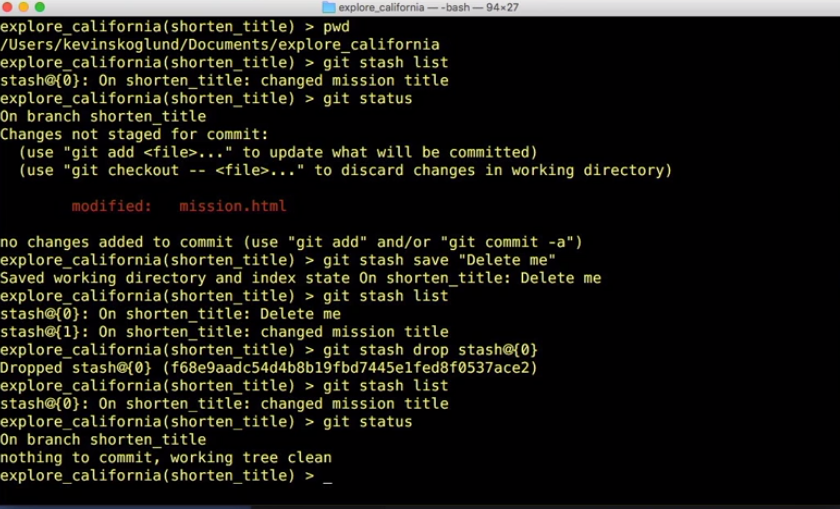 explore_california — -bash — 94×27
explore_california(shorten_title) > pwd
/Users/kevinskoglund/Documents/explore_california
explore_california(shorten_title) > git stash list
stash@{0}: On shorten_title: changed mission title
explore_california(shorten_title) > git status
On branch shorten_title
Changes not staged for commit:
  (use "git add <file>..." to update what will be committed)
  (use "git checkout -- <file>..." to discard changes in working directory)
        modified:   mission.html
no changes added to commit (use "git add" and/or "git commit -a")
explore_california(shorten_title) > git stash save "Delete me"
Saved working directory and index state On shorten_title: Delete me
explore_california(shorten_title) > git stash list
stash@{0}: On shorten_title: Delete me
stash@{1}: On shorten_title: changed mission title
explore_california(shorten_title) > git stash drop stash@{0}
Dropped stash@{0} (f68e9aadc54d4b8b19fbd7445e1fed8f0537ace2)
explore_california(shorten_title) > git stash list
stash@{0}: On shorten_title: changed mission title
explore_california(shorten_title) > git status
On branch shorten_title
nothing to commit, working tree clean
explore_california(shorten_title) > _